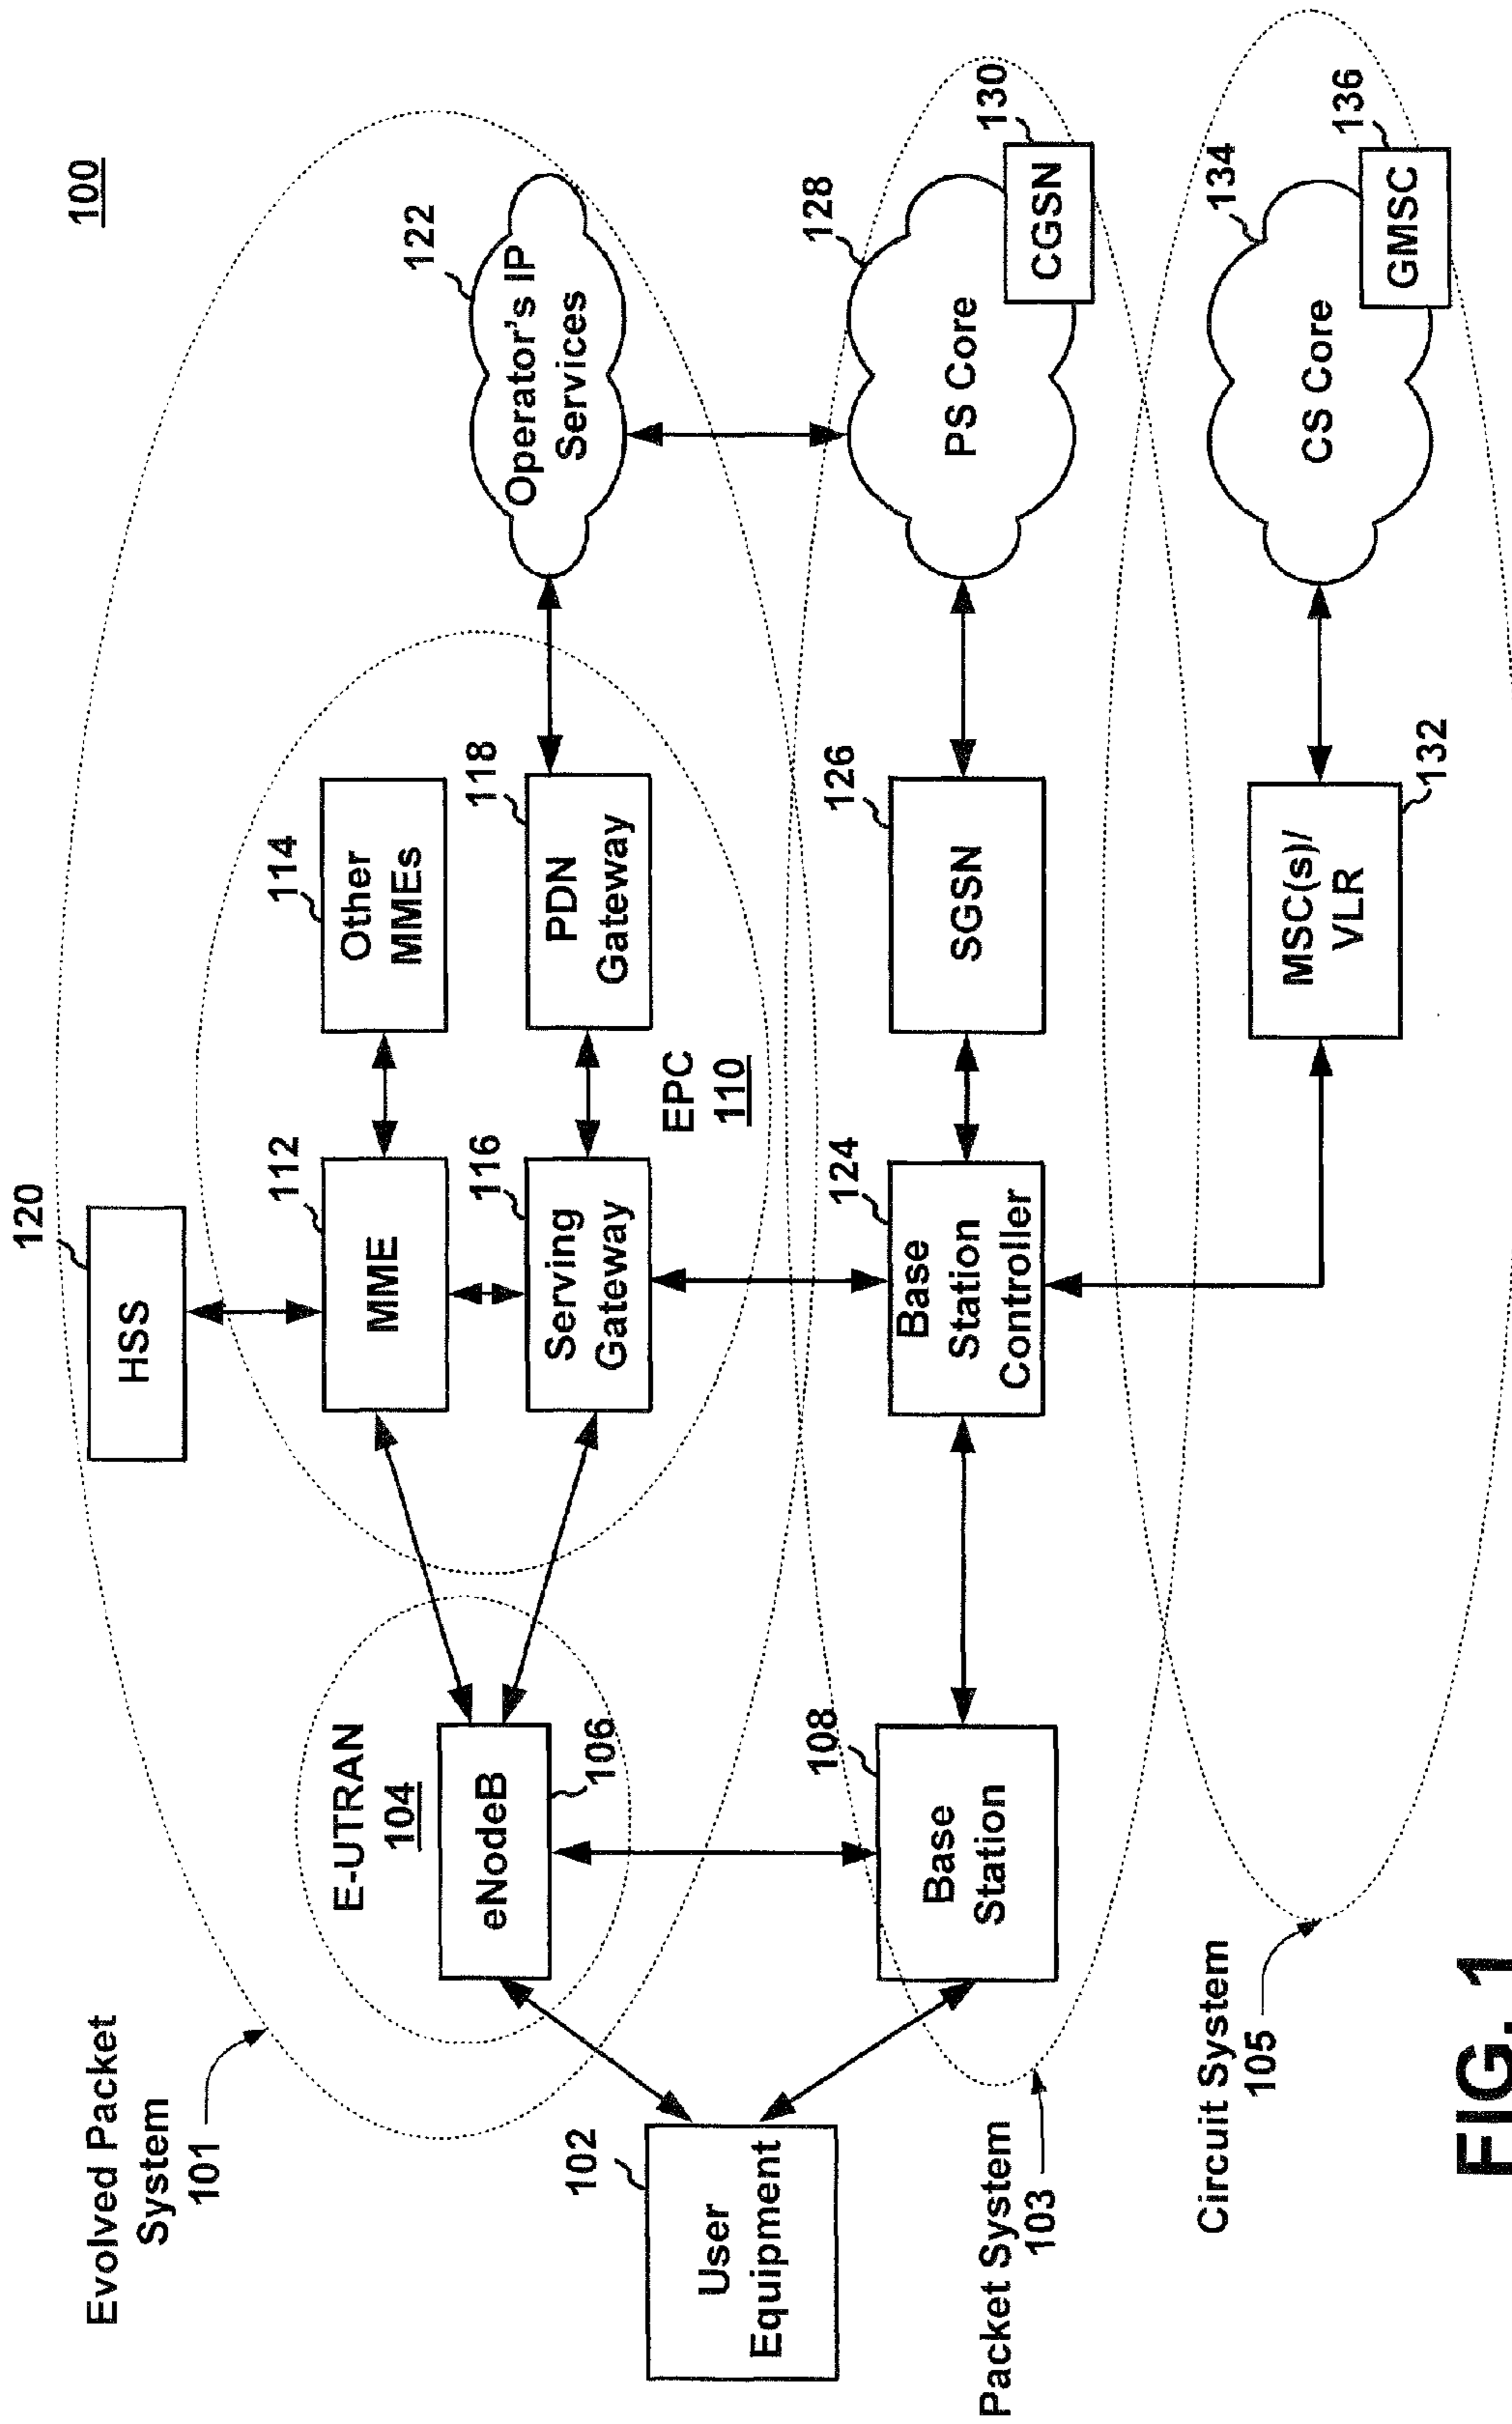 100
120
HSS
Evolved Packet
System
101
E-UTRAN
104
eNodeB
106
112
MME
114
Other
MMEs
116
Serving
Gateway
118
PDN
Gateway
EPC
110
122
Operator's IP
Services
102
User
Equipment
108
Base
Station
124
Base
Station
Controller
126
SGSN
128
PS Core
130
CGSN
Packet System
103
132
MSC(s)/
VLR
134
CS Core
136
GMSC
Circuit System
105
FIG. 1